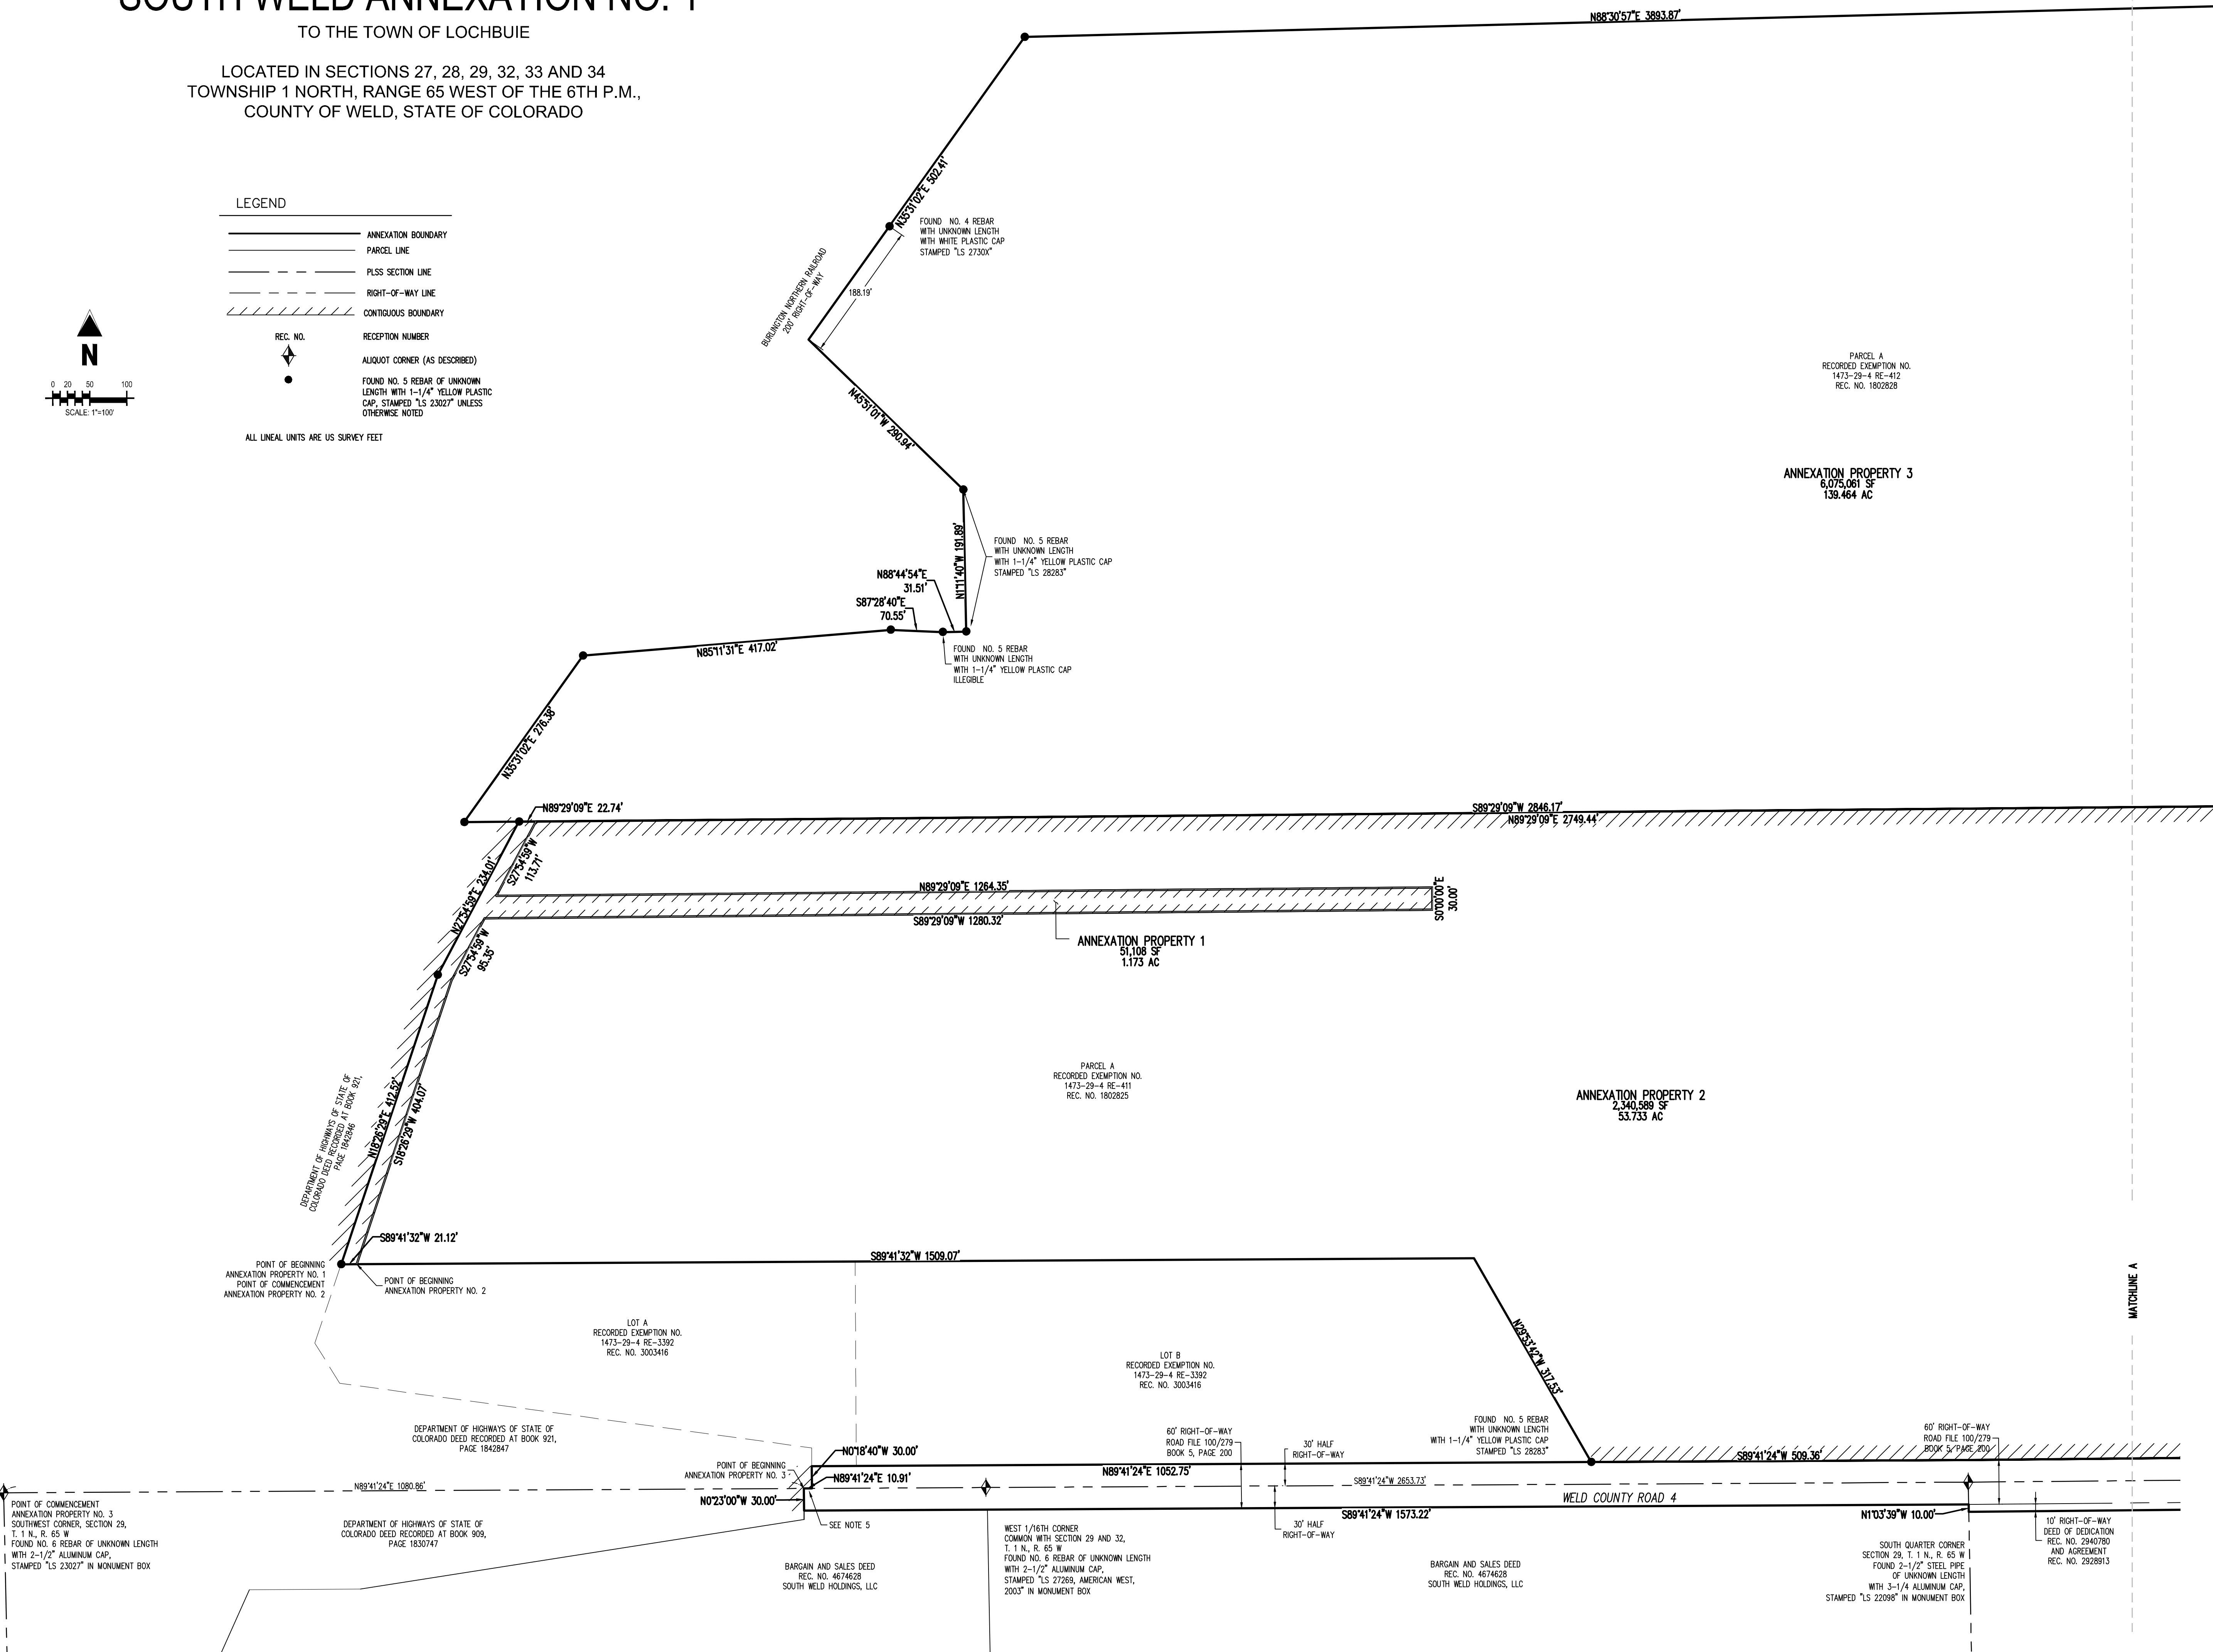 SOUTH WELD ANNEXATION NO. 1
TO THE TOWN OF LOCHBUIE
LOCATED IN SECTIONS 27, 28, 29, 32, 33 AND 34
TOWNSHIP 1 NORTH, RANGE 65 WEST OF THE 6TH P.M.,
COUNTY OF WELD, STATE OF COLORADO
LEGEND
ANNEXATION BOUNDARY
PARCEL LINE
PLSS SECTION LINE
RIGHT-OF-WAY LINE
CONTIGUOUS BOUNDARY
REC. NO.
RECEPTION NUMBER
ALIQUOT CORNER (AS DESCRIBED)
FOUND NO. 5 REBAR OF UNKNOWN
LENGTH WITH 1-1/4" YELLOW PLASTIC
CAP, STAMPED "LS 23027" UNLESS
OTHERWISE NOTED
ALL LINEAL UNITS ARE US SURVEY FEET
N
0 20 50 100
SCALE: 1"=100'
N88°30'57"E 3893.87'
N35°31'02"E 502.41'
FOUND NO. 4 REBAR
WITH UNKNOWN LENGTH
WITH WHITE PLASTIC CAP
STAMPED "LS 2730X"
BURLINGTON NORTHERN RAILROAD
200' RIGHT-OF-WAY
188.19'
N45°51'01"W 290.94'
PARCEL A
RECORDED EXEMPTION NO.
1473-29-4 RE-412
REC. NO. 1802828
ANNEXATION PROPERTY 3
6,075,061 SF
139.464 AC
N1°11'40"W 191.89'
FOUND NO. 5 REBAR
WITH UNKNOWN LENGTH
WITH 1-1/4" YELLOW PLASTIC CAP
STAMPED "LS 28283"
N88°44'54"E
31.51'
S87°28'40"E
70.55'
N85°11'31"E 417.02'
FOUND NO. 5 REBAR
WITH UNKNOWN LENGTH
WITH 1-1/4" YELLOW PLASTIC CAP
ILLEGIBLE
N35°31'02"E 276.38'
N89°29'09"E 22.74'
S89°29'09"W 2846.17'
N89°29'09"E 2749.44'
N27°54'59"E 234.01'
S27°54'59"W
113.71'
N89°29'09"E 1264.35'
S0°00'00"E
30.00'
S89°29'09"W 1280.32'
S27°54'59"W
95.35'
ANNEXATION PROPERTY 1
51,108 SF
1.173 AC
PARCEL A
RECORDED EXEMPTION NO.
1473-29-4 RE-411
REC. NO. 1802825
ANNEXATION PROPERTY 2
2,340,589 SF
53.733 AC
DEPARTMENT OF HIGHWAYS OF STATE OF
COLORADO DEED RECORDED AT BOOK 921,
PAGE 1842846
N18°26'29"E 412.52'
S18°26'29"W 404.07'
S89°41'32"W 21.12'
S89°41'32"W 1509.07'
POINT OF BEGINNING
ANNEXATION PROPERTY NO. 1
POINT OF COMMENCEMENT
ANNEXATION PROPERTY NO. 2
POINT OF BEGINNING
ANNEXATION PROPERTY NO. 2
MATCHLINE A
LOT A
RECORDED EXEMPTION NO.
1473-29-4 RE-3392
REC. NO. 3003416
LOT B
RECORDED EXEMPTION NO.
1473-29-4 RE-3392
REC. NO. 3003416
N29°53'42"W 317.53'
DEPARTMENT OF HIGHWAYS OF STATE OF
COLORADO DEED RECORDED AT BOOK 921,
PAGE 1842847
N0°18'40"W 30.00'
60' RIGHT-OF-WAY
ROAD FILE 100/279
BOOK 5, PAGE 200
30' HALF
RIGHT-OF-WAY
FOUND NO. 5 REBAR
WITH UNKNOWN LENGTH
WITH 1-1/4" YELLOW PLASTIC CAP
STAMPED "LS 28283"
60' RIGHT-OF-WAY
ROAD FILE 100/279
BOOK 5, PAGE 200
S89°41'24"W 509.36'
POINT OF BEGINNING
ANNEXATION PROPERTY NO. 3
N89°41'24"E 10.91'
N89°41'24"E 1052.75'
S89°41'24"W 2653.73'
N89°41'24"E 1080.86'
N0°23'00"W 30.00'
WELD COUNTY ROAD 4
S89°41'24"W 1573.22'
N1°03'39"W 10.00'
SEE NOTE 5
30' HALF
RIGHT-OF-WAY
POINT OF COMMENCEMENT
ANNEXATION PROPERTY NO. 3
SOUTHWEST CORNER, SECTION 29,
T. 1 N., R. 65 W
FOUND NO. 6 REBAR OF UNKNOWN LENGTH
WITH 2-1/2" ALUMINUM CAP,
STAMPED "LS 23027" IN MONUMENT BOX
DEPARTMENT OF HIGHWAYS OF STATE OF
COLORADO DEED RECORDED AT BOOK 909,
PAGE 1830747
BARGAIN AND SALES DEED
REC. NO. 4674628
SOUTH WELD HOLDINGS, LLC
WEST 1/16TH CORNER
COMMON WITH SECTION 29 AND 32,
T. 1 N., R. 65 W
FOUND NO. 6 REBAR OF UNKNOWN LENGTH
WITH 2-1/2" ALUMINUM CAP,
STAMPED "LS 27269, AMERICAN WEST,
2003" IN MONUMENT BOX
BARGAIN AND SALES DEED
REC. NO. 4674628
SOUTH WELD HOLDINGS, LLC
SOUTH QUARTER CORNER
SECTION 29, T. 1 N., R. 65 W
FOUND 2-1/2" STEEL PIPE
OF UNKNOWN LENGTH
WITH 3-1/4 ALUMINUM CAP,
STAMPED "LS 22098" IN MONUMENT BOX
10' RIGHT-OF-WAY
DEED OF DEDICATION
REC. NO. 2940780
AND AGREEMENT
REC. NO. 2928913